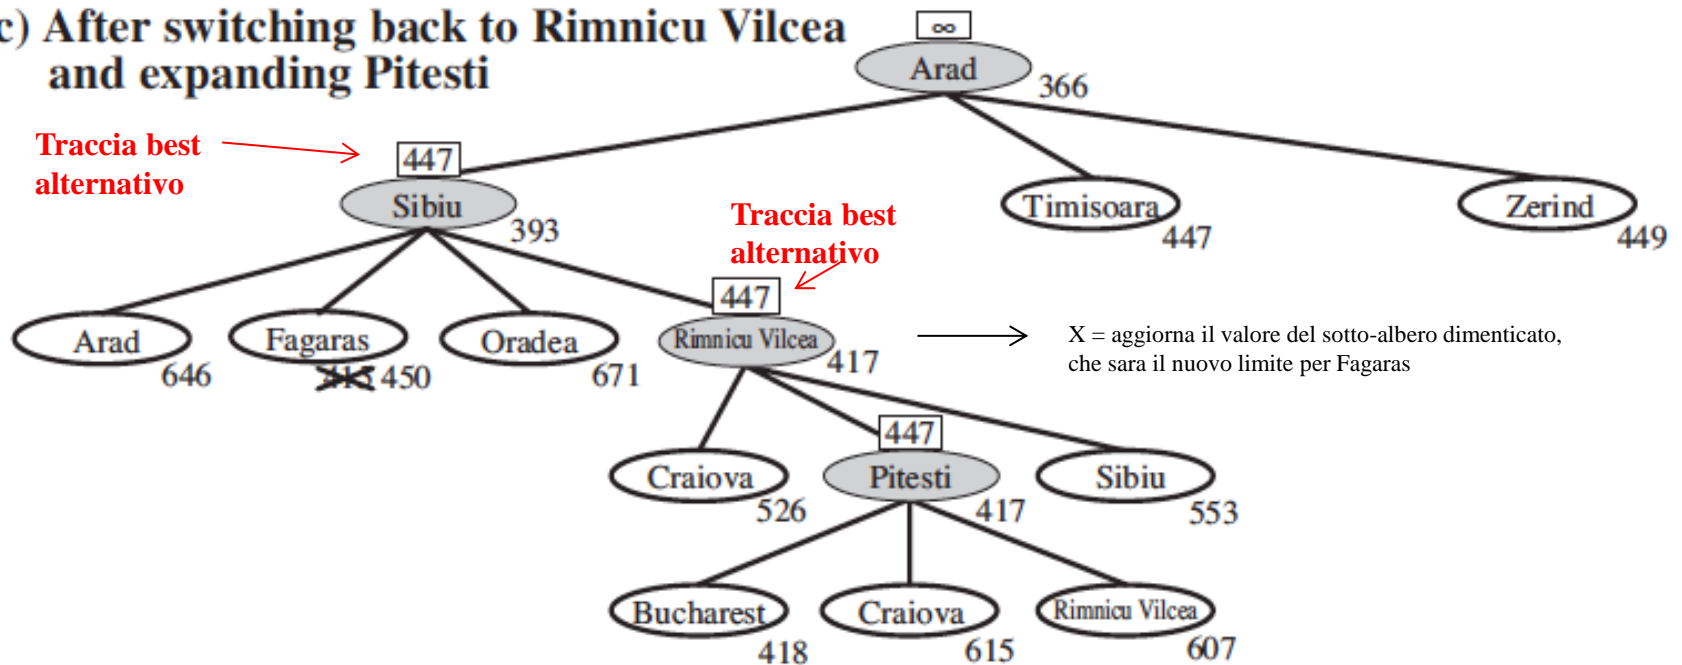 c) After switching back to Rimnicu Vilcea
and expanding Pitesti
∞
Arad
366
Traccia best
alternativo
447
Sibiu
393
Timisoara
447
Zerind
449
Traccia best
alternativo
447
Arad
646
Fagaras
415 450
Oradea
671
Rimnicu Vilcea
417
X = aggiorna il valore del sotto-albero dimenticato,
che sara il nuovo limite per Fagaras
447
Craiova
526
Pitesti
417
Sibiu
553
Bucharest
418
Craiova
615
Rimnicu Vilcea
607